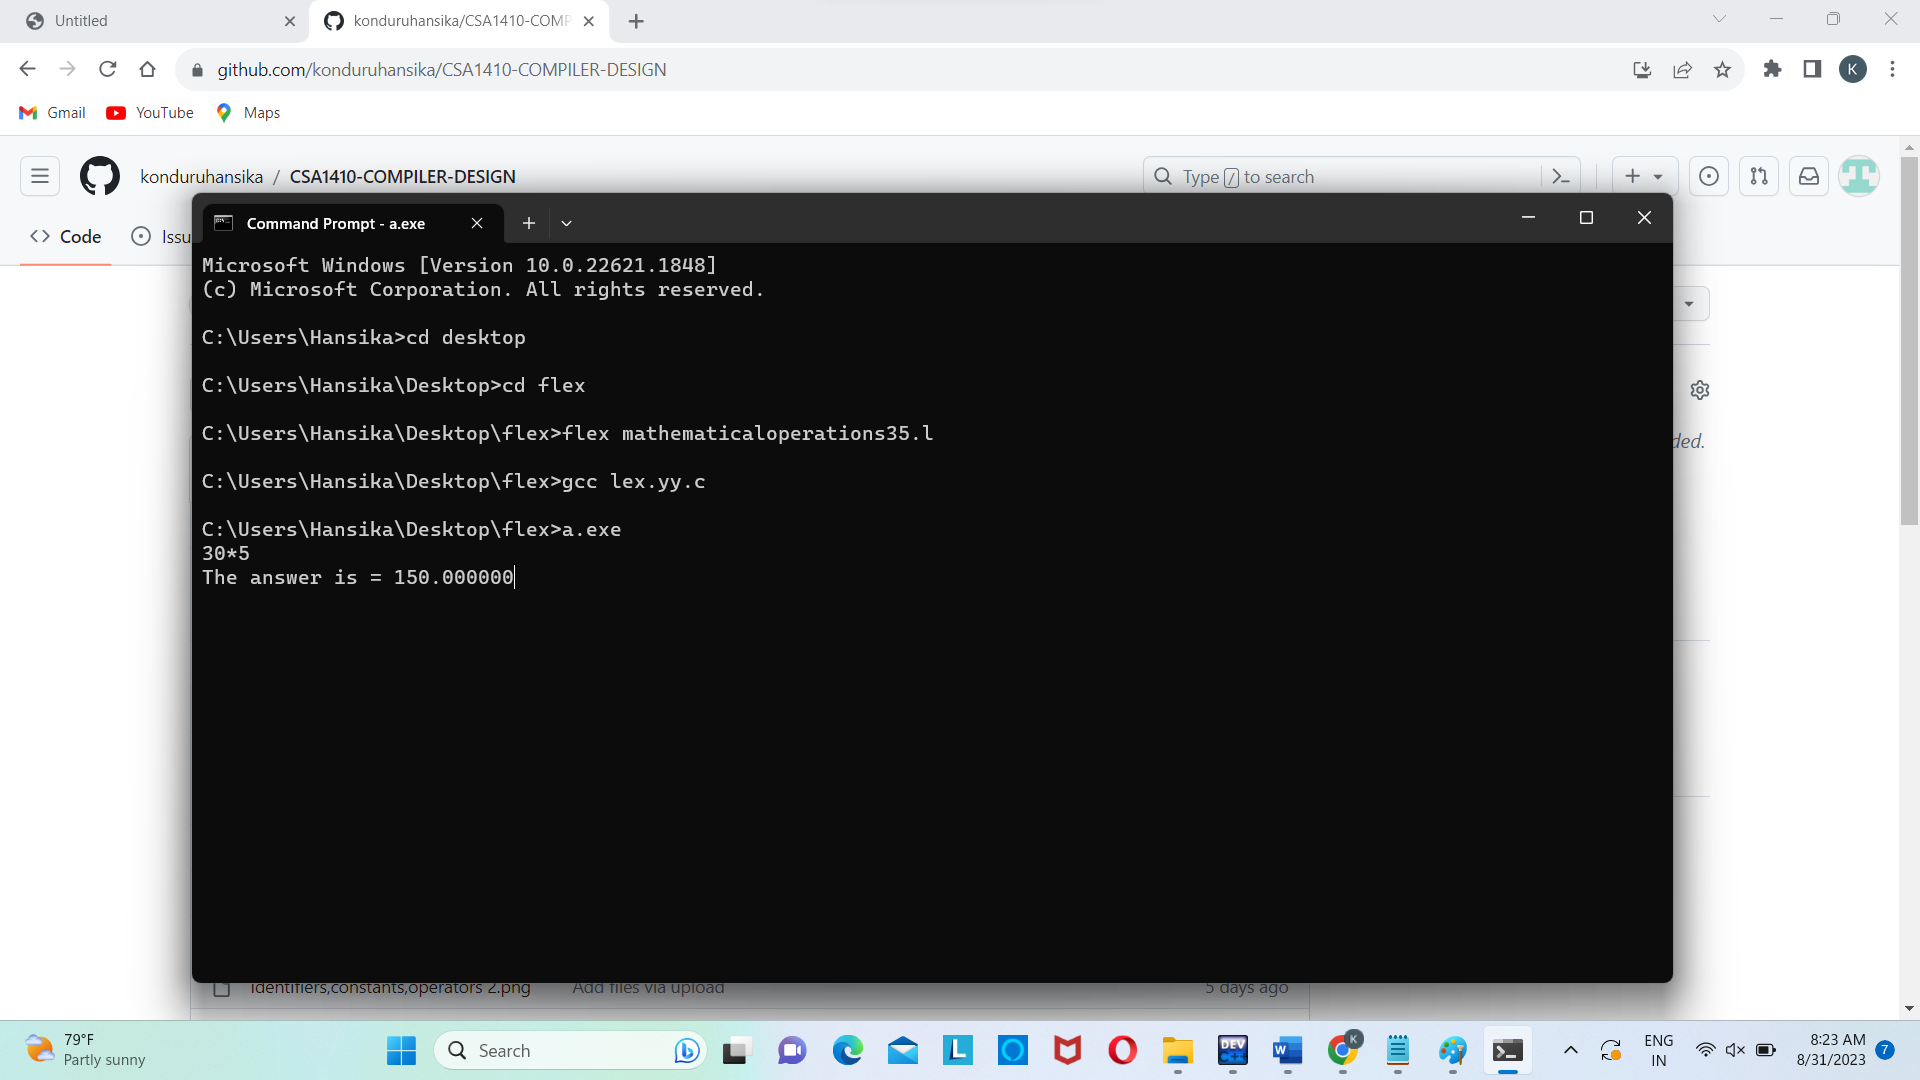 Untitled
konduruhansika/CSA1410-COMP
github.com/konduruhansika/CSA1410-COMPILER-DESIGN
K
Gmail
YouTube
Maps
konduruhansika / CSA1410-COMPILER-DESIGN
Type / to search
Code
Issu
Command Prompt - a.exe
Microsoft Windows [Version 10.0.22621.1848]
(c) Microsoft Corporation. All rights reserved.
C:\Users\Hansika>cd desktop
C:\Users\Hansika\Desktop>cd flex
C:\Users\Hansika\Desktop\flex>flex mathematicaloperations35.l
ded.
C:\Users\Hansika\Desktop\flex>gcc lex.yy.c
C:\Users\Hansika\Desktop\flex>a.exe
30*5
The answer is = 150.000000
Identifiers,constants,operators 2.png
Add files via upload
5 days ago
79°F
Partly sunny
Search
L
DEV
C++
W
K
ENG
IN
8:23 AM
8/31/2023
7